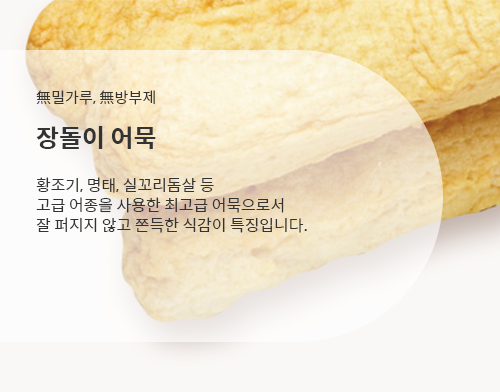 無밀가루, 無방부제
장돌이 어묵
황조기, 명태, 실꼬리돔살 등
고급 어종을 사용한 최고급 어묵으로서
잘 퍼지지 않고 쫀득한 식감이 특징입니다.